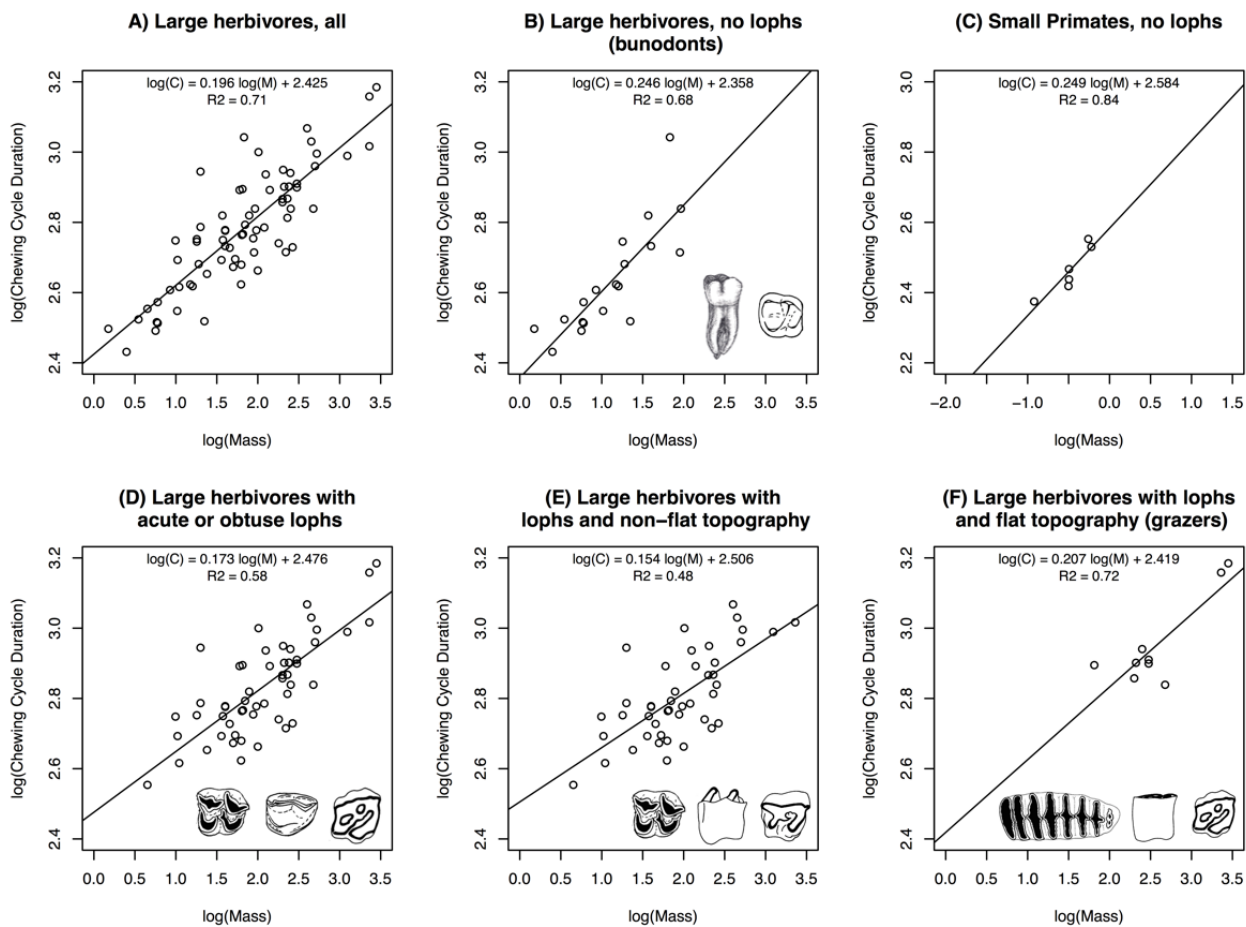 A) Large herbivores, all
log(C) = 0.196 log(M) + 2.425
R2 = 0.71
log(Chewing Cycle Duration)
2.4 2.6 2.8 3.0 3.2
0.0 0.5 1.0 1.5 2.0 2.5 3.0 3.5
log(Mass)
B) Large herbivores, no lophs
(bunodonts)
log(C) = 0.246 log(M) + 2.358
R2 = 0.68
log(Chewing Cycle Duration)
2.4 2.6 2.8 3.0 3.2
0.0 0.5 1.0 1.5 2.0 2.5 3.0 3.5
log(Mass)
(C) Small Primates, no lophs
log(C) = 0.249 log(M) + 2.584
R2 = 0.84
log(Chewing Cycle Duration)
2.2 2.4 2.6 2.8 3.0
−2.0 −1.0 0.0 0.5 1.0 1.5
log(Mass)
(D) Large herbivores with
acute or obtuse lophs
log(C) = 0.173 log(M) + 2.476
R2 = 0.58
log(Chewing Cycle Duration)
2.4 2.6 2.8 3.0 3.2
0.0 0.5 1.0 1.5 2.0 2.5 3.0 3.5
log(Mass)
(E) Large herbivores with
lophs and non−flat topography
log(C) = 0.154 log(M) + 2.506
R2 = 0.48
log(Chewing Cycle Duration)
2.4 2.6 2.8 3.0 3.2
0.0 0.5 1.0 1.5 2.0 2.5 3.0 3.5
log(Mass)
(F) Large herbivores with lophs
and flat topography (grazers)
log(C) = 0.207 log(M) + 2.419
R2 = 0.72
log(Chewing Cycle Duration)
2.4 2.6 2.8 3.0 3.2
0.0 0.5 1.0 1.5 2.0 2.5 3.0 3.5
log(Mass)